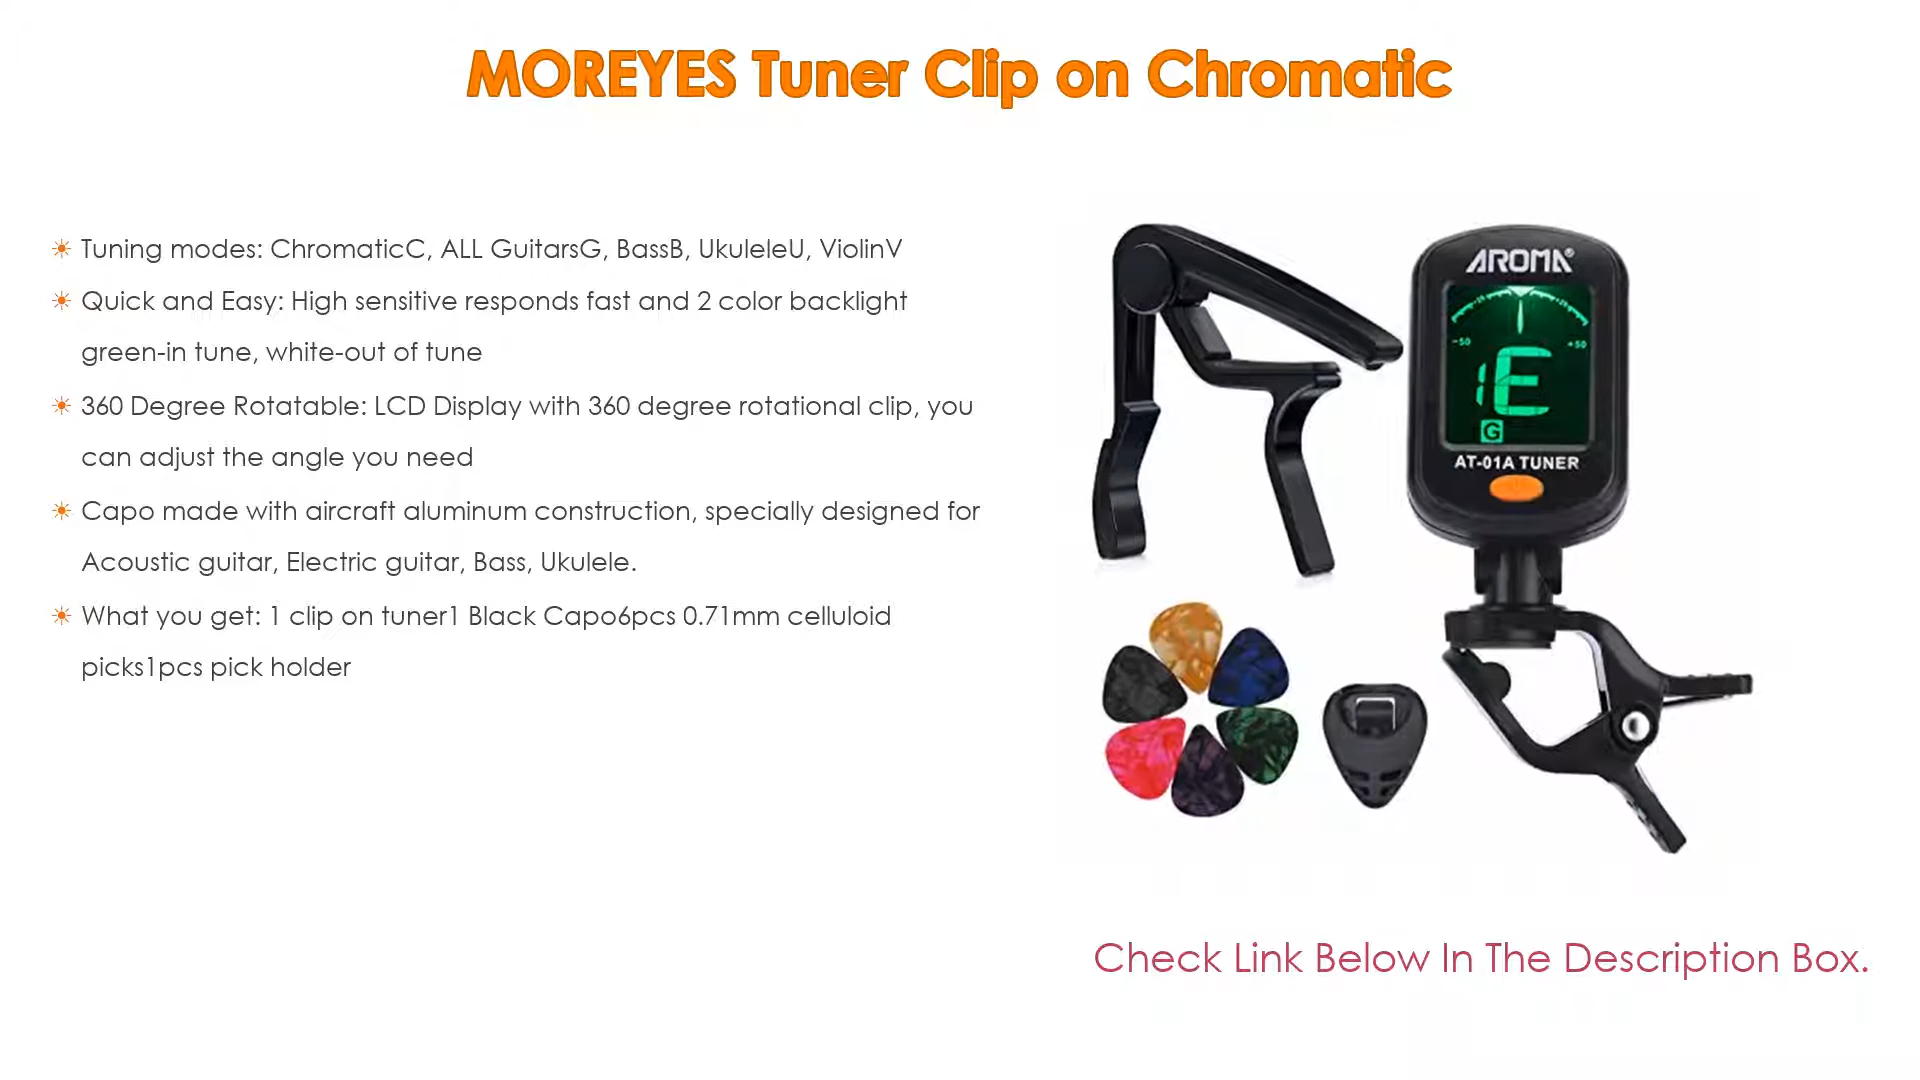 MOREYES Tuner Clip on Chromatic
Tuning modes: ChromaticC, ALL GuitarsG, BassB, UkuleleU, ViolinV
Quick and Easy: High sensitive responds fast and 2 color backlight
green-in tune, white-out of tune
360 Degree Rotatable: LCD Display with 360 degree rotational clip, you
can adjust the angle you need
Capo made with aircraft aluminum construction, specially designed for
Acoustic guitar, Electric guitar, Bass, Ukulele.
What you get: 1 clip on tuner1 Black Capo6pcs 0.71mm celluloid
picks1pcs pick holder
AROMA®
-50 +50
1E
G
AT-01A TUNER
Check Link Below In The Description Box.